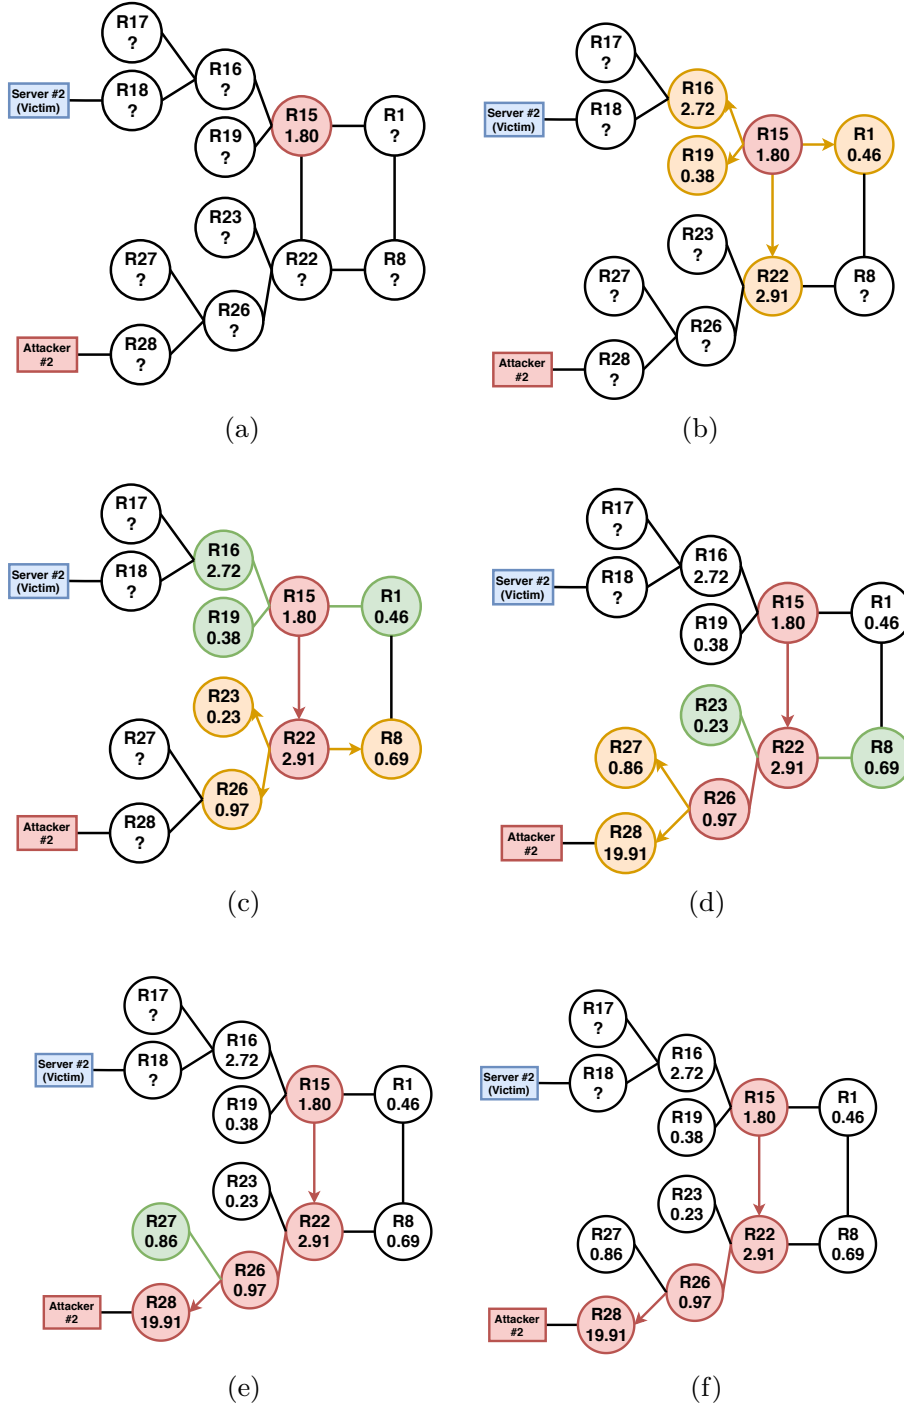 R17
?
R16
?
Server #2
(Victim)
R18
?
R15
1.80
R1
?
R19
?
R23
?
R27
?
R22
?
R8
?
R26
?
Attacker
#2
R28
?
(a)
R17
?
R16
2.72
Server #2
(Victim)
R18
?
R15
1.80
R1
0.46
R19
0.38
R23
?
R27
?
R22
2.91
R8
?
R26
?
Attacker
#2
R28
?
(b)
R17
?
R16
2.72
Server #2
(Victim)
R18
?
R15
1.80
R1
0.46
R19
0.38
R23
0.23
R27
?
R22
2.91
R8
0.69
R26
0.97
Attacker
#2
R28
?
(c)
R17
?
R16
2.72
Server #2
(Victim)
R18
?
R15
1.80
R1
0.46
R19
0.38
R23
0.23
R27
0.86
R22
2.91
R8
0.69
R26
0.97
Attacker
#2
R28
19.91
(d)
R17
?
R16
2.72
Server #2
(Victim)
R18
?
R15
1.80
R1
0.46
R19
0.38
R23
0.23
R27
0.86
R22
2.91
R8
0.69
R26
0.97
Attacker
#2
R28
19.91
(e)
R17
?
R16
2.72
Server #2
(Victim)
R18
?
R15
1.80
R1
0.46
R19
0.38
R23
0.23
R27
0.86
R22
2.91
R8
0.69
R26
0.97
Attacker
#2
R28
19.91
(f)